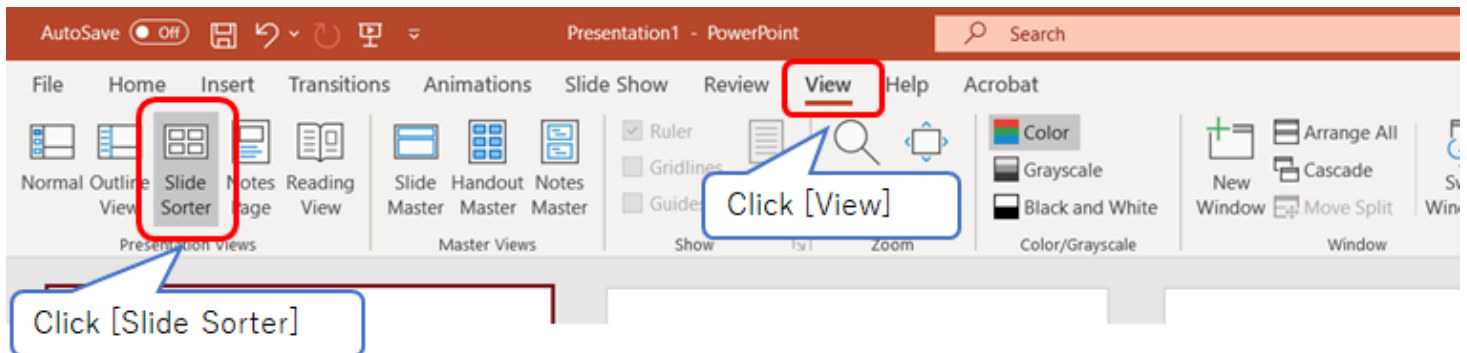 AutoSave Off Presentation1 - PowerPoint Search
File Home Insert Transitions Animations Slide Show Review View Help Acrobat
Normal Outline View Slide Sorter Notes Page Reading View Slide Master Handout Master Notes Master Ruler Gridlines Guides Color Grayscale Black and White New Window Arrange All Cascade Move Split
Presentation Views Master Views Show Zoom Color/Grayscale Window
Click [View]
Click [Slide Sorter]